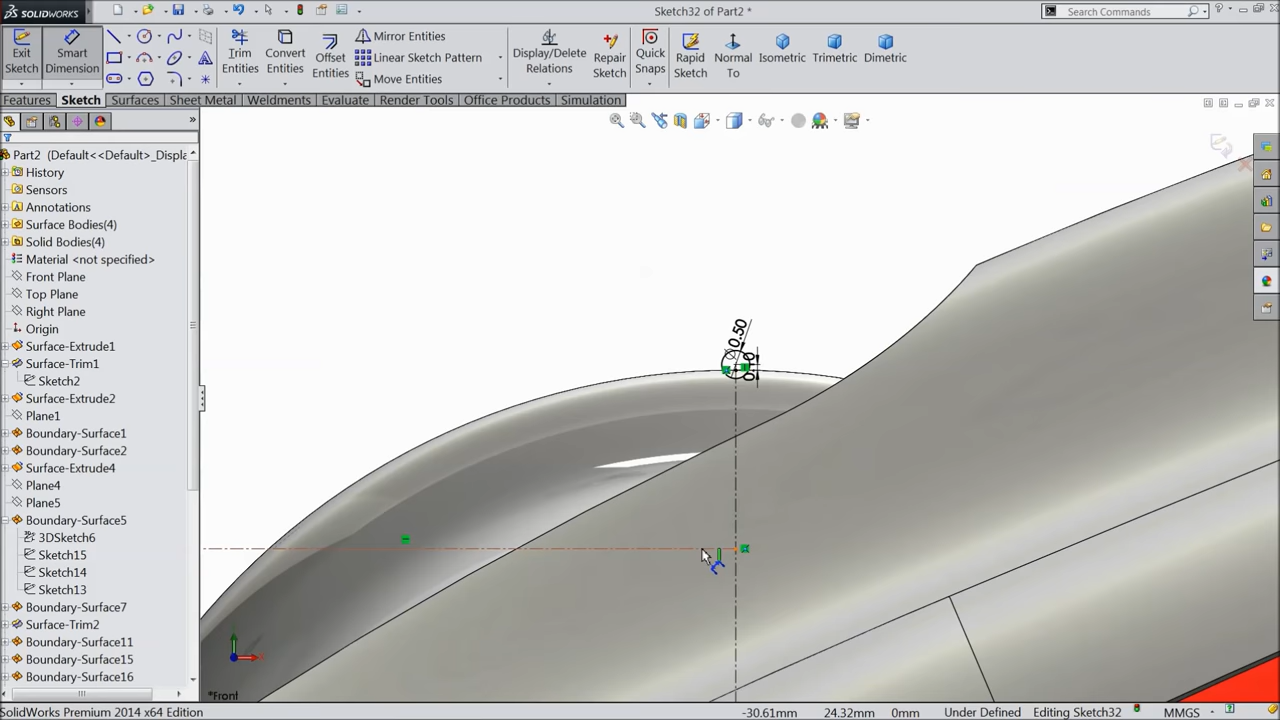 SOLIDWORKS
Sketch32 of Part2 *
Search Commands
Exit Sketch
Smart Dimension
Trim Entities
Convert Entities
Offset Entities
Mirror Entities
Linear Sketch Pattern
Move Entities
Display/Delete Relations
Repair Sketch
Quick Snaps
Rapid Sketch
Normal To
Isometric
Trimetric
Dimetric
Features
Sketch
Surfaces
Sheet Metal
Weldments
Evaluate
Render Tools
Office Products
Simulation
Part2 (Default<<Default>_Displa
History
Sensors
Annotations
Surface Bodies(4)
Solid Bodies(4)
Material <not specified>
Front Plane
Top Plane
Right Plane
Origin
Surface-Extrude1
Surface-Trim1
Sketch2
Surface-Extrude2
Plane1
Boundary-Surface1
Boundary-Surface2
Surface-Extrude4
Plane4
Plane5
Boundary-Surface5
3DSketch6
Sketch15
Sketch14
Sketch13
Boundary-Surface7
Surface-Trim2
Boundary-Surface11
Boundary-Surface15
Boundary-Surface16
∅0.50
0.10
*Front
SolidWorks Premium 2014 x64 Edition
-30.61mm
24.32mm
0mm
Under Defined
Editing Sketch32
MMGS